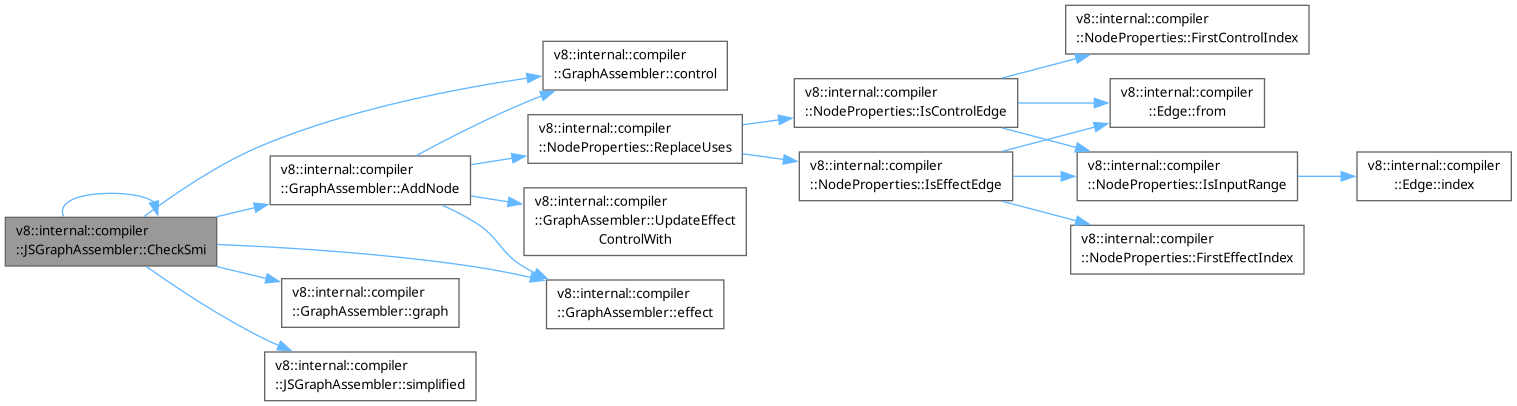 v8::internal::compiler
::JSGraphAssembler::CheckSmi
v8::internal::compiler
::GraphAssembler::control
v8::internal::compiler
::GraphAssembler::AddNode
v8::internal::compiler
::NodeProperties::ReplaceUses
v8::internal::compiler
::NodeProperties::IsControlEdge
v8::internal::compiler
::NodeProperties::FirstControlIndex
v8::internal::compiler
::Edge::from
v8::internal::compiler
::NodeProperties::IsInputRange
v8::internal::compiler
::Edge::index
v8::internal::compiler
::NodeProperties::IsEffectEdge
v8::internal::compiler
::NodeProperties::FirstEffectIndex
v8::internal::compiler
::GraphAssembler::UpdateEffect
ControlWith
v8::internal::compiler
::GraphAssembler::effect
v8::internal::compiler
::GraphAssembler::graph
v8::internal::compiler
::JSGraphAssembler::simplified